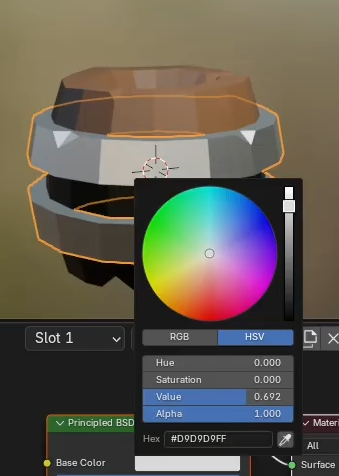 RGB
HSV
Slot 1
Hue 0.000
Saturation 0.000
Value 0.692
Alpha 1.000
Hex #D9D9D9FF
Principled BSD
Materi
All
Base Color
Surface